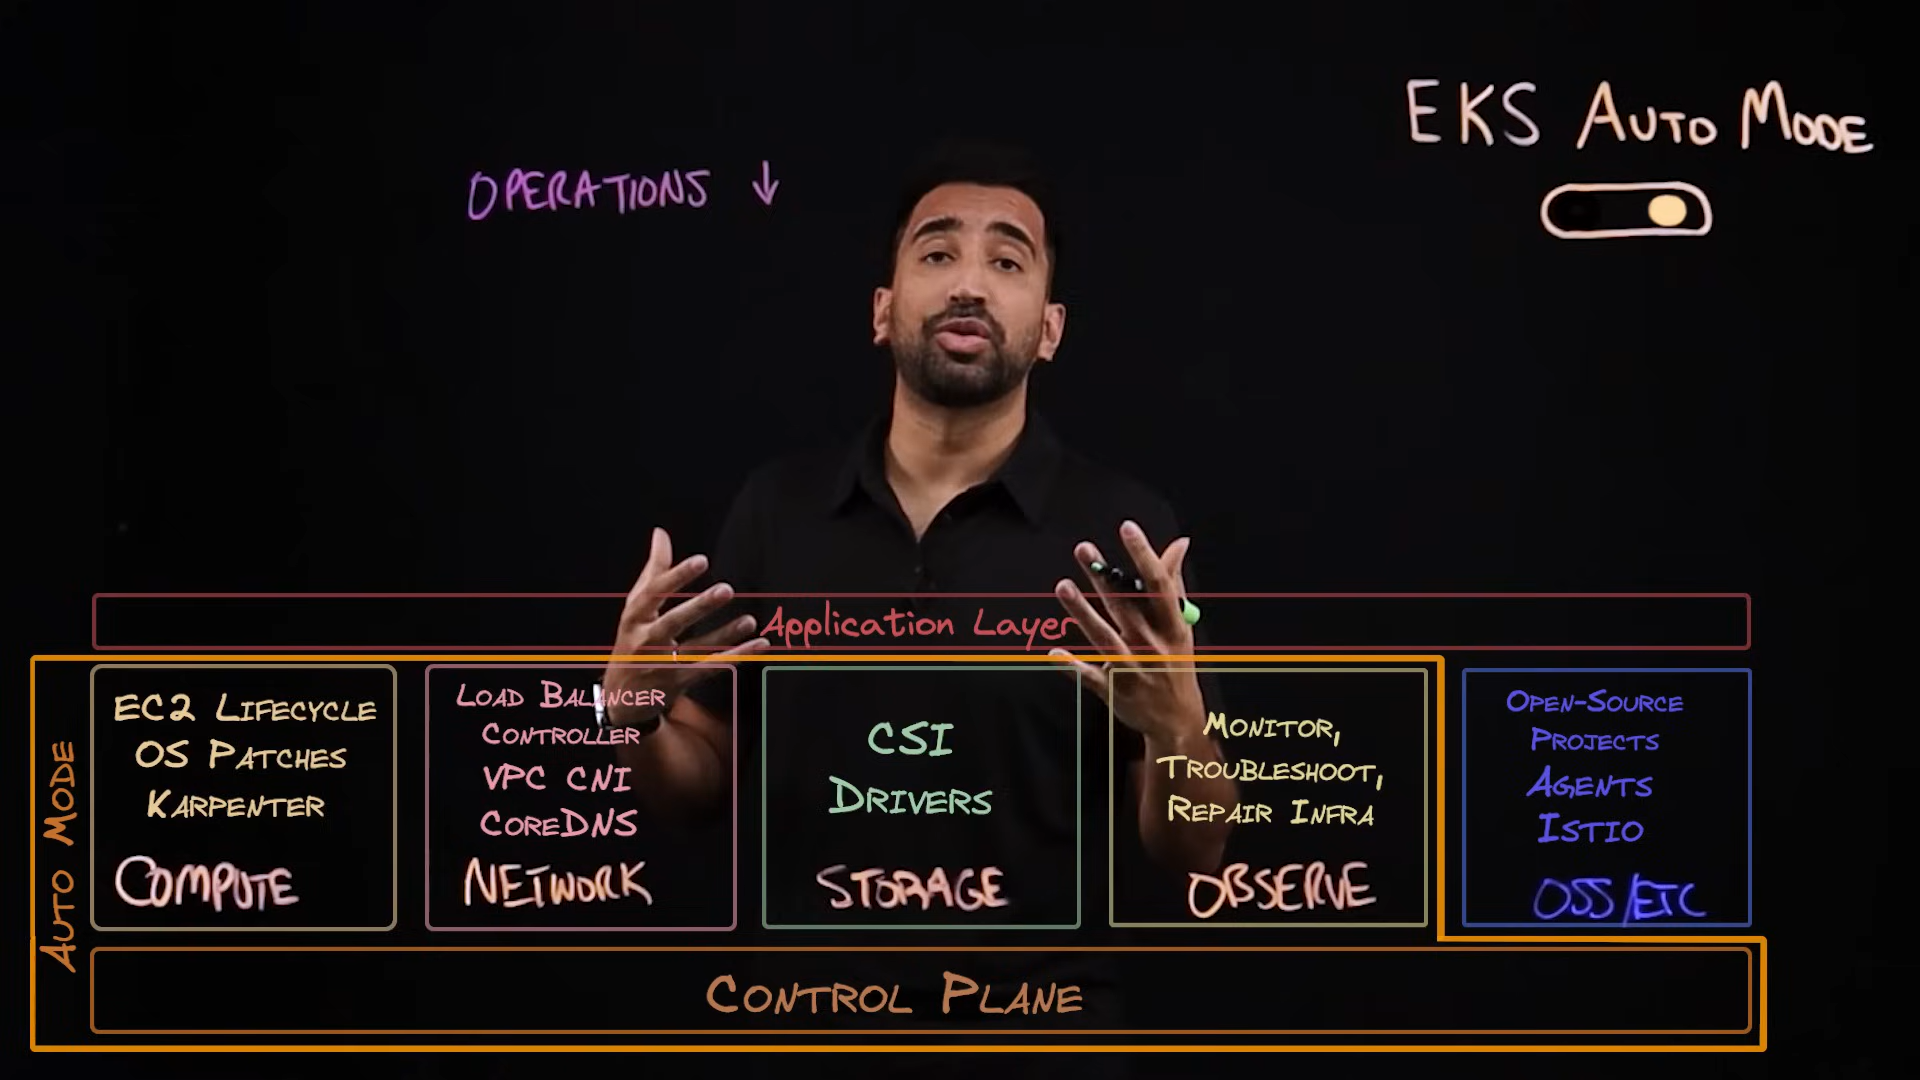 EKS AUTO MODE
OPERATIONS ↓
Application Layer
AUTO MODE
EC2 LIFECYCLE
OS PATCHES
KARPENTER
COMPUTE
LOAD BALANCER
CONTROLLER
VPC CNI
COREDNS
NETWORK
CSI
DRIVERS
STORAGE
MONITOR,
TROUBLESHOOT,
REPAIR INFRA
OBSERVE
OPEN-SOURCE
PROJECTS
AGENTS
ISTIO
OSS/ETC
CONTROL PLANE